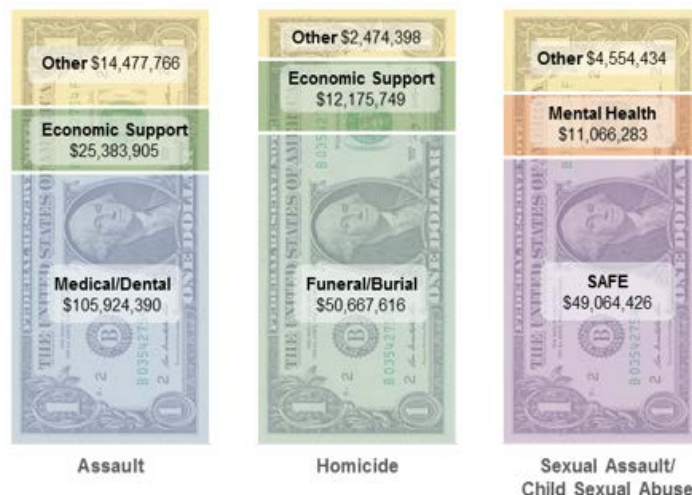 Other $14,477,766
Economic Support
$25,383,905
Medical/Dental
$105,924,390
Assault
Other $2,474,398
Economic Support
$12,175,749
Funeral/Burial
$50,667,616
Homicide
Other $4,554,434
Mental Health
$11,066,283
SAFE
$49,064,426
Sexual Assault/
Child Sexual Abuse